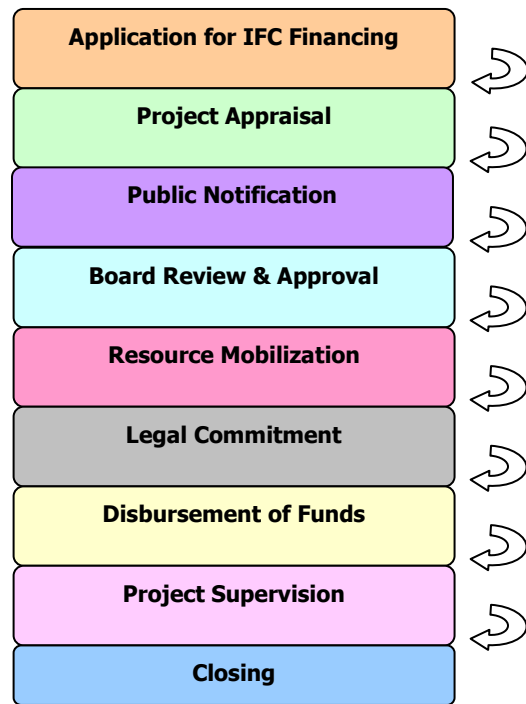 Application for IFC Financing
Project Appraisal
Public Notification
Board Review & Approval
Resource Mobilization
Legal Commitment
Disbursement of Funds
Project Supervision
Closing